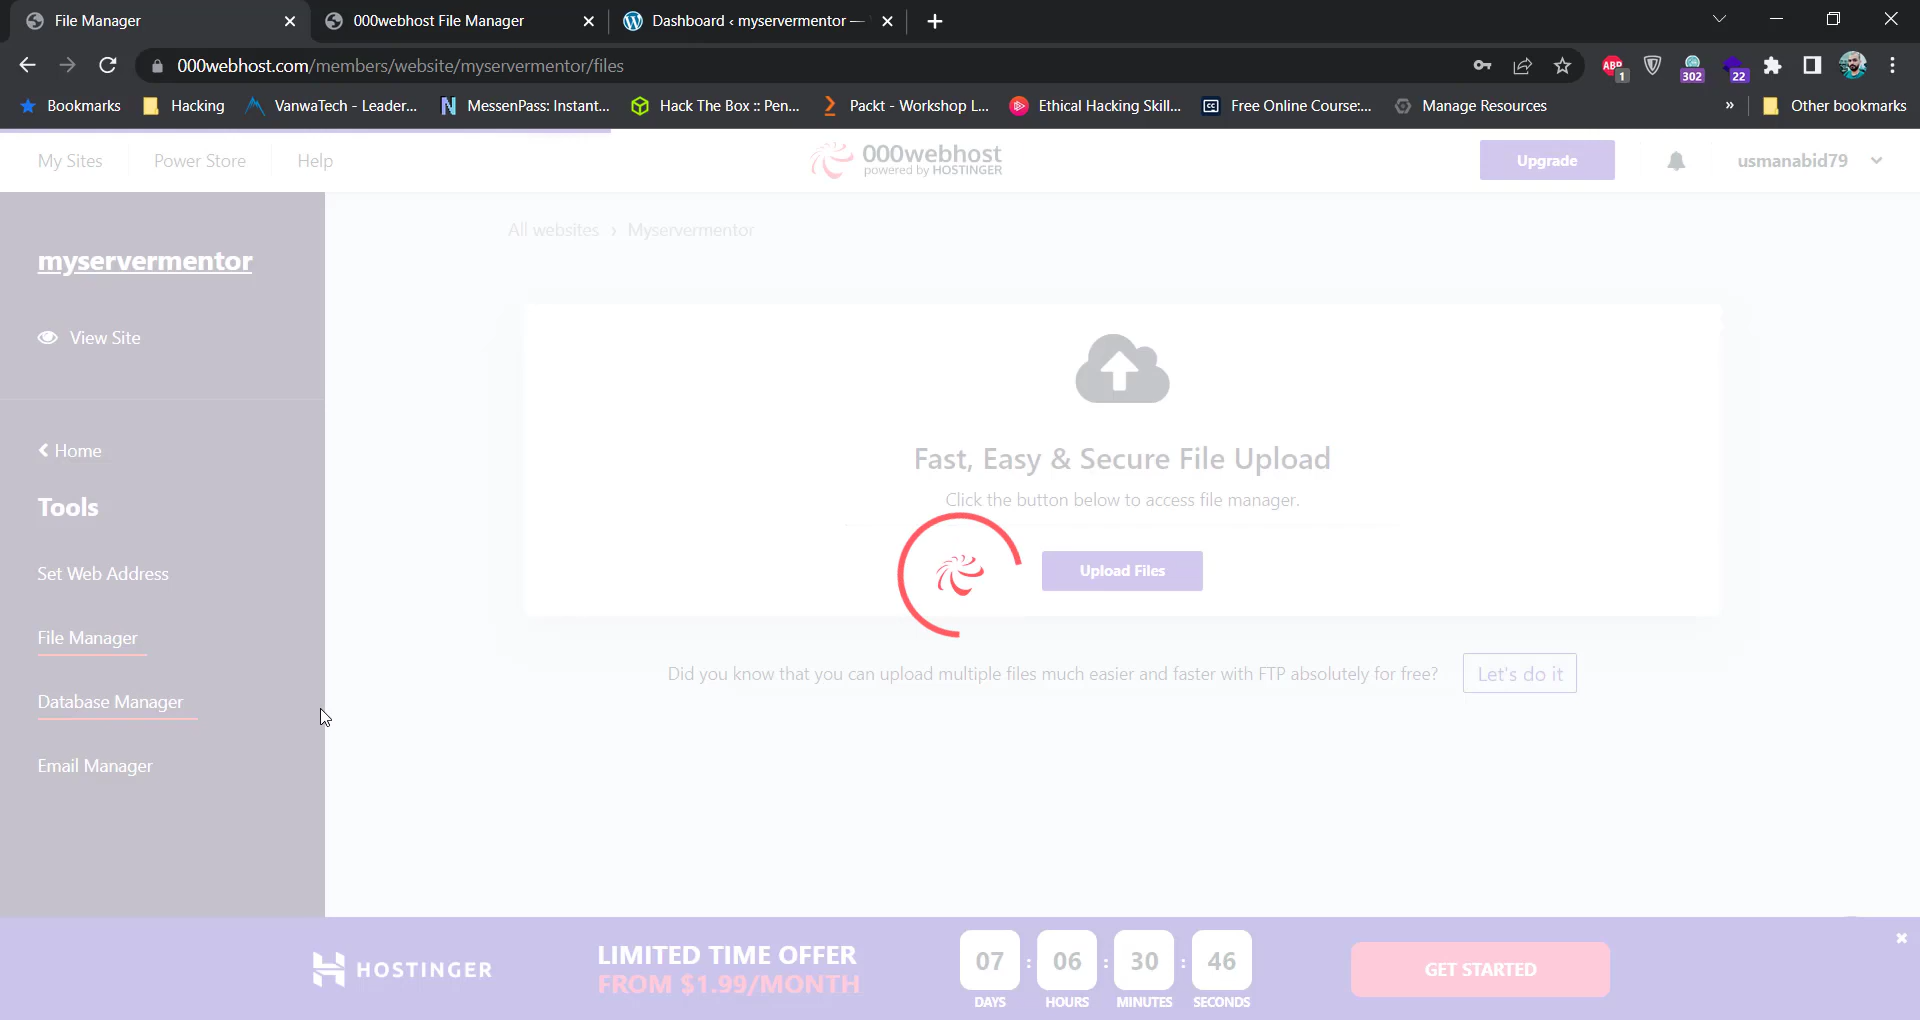 File Manager
000webhost File Manager
Dashboard ‹ myservermentor —
000webhost.com/members/website/myservermentor/files
ABP
1
302
22
Bookmarks
Hacking
VanwaTech - Leader...
MessenPass: Instant...
Hack The Box :: Pen...
Packt - Workshop L...
Ethical Hacking Skill...
CC
Free Online Course:...
Manage Resources
»
Other bookmarks
My Sites
Power Store
Help
000webhost
powered by HOSTINGER
Upgrade
usmanabid79
All websites › Myservermentor
myservermentor
View Site
Home
Tools
Set Web Address
File Manager
Database Manager
Email Manager
Fast, Easy & Secure File Upload
Click the button below to access file manager.
Upload Files
Did you know that you can upload multiple files much easier and faster with FTP absolutely for free?
Let's do it
HOSTINGER
LIMITED TIME OFFER
FROM $1.99/MONTH
07 : 06 : 30 : 46
DAYS HOURS MINUTES SECONDS
GET STARTED